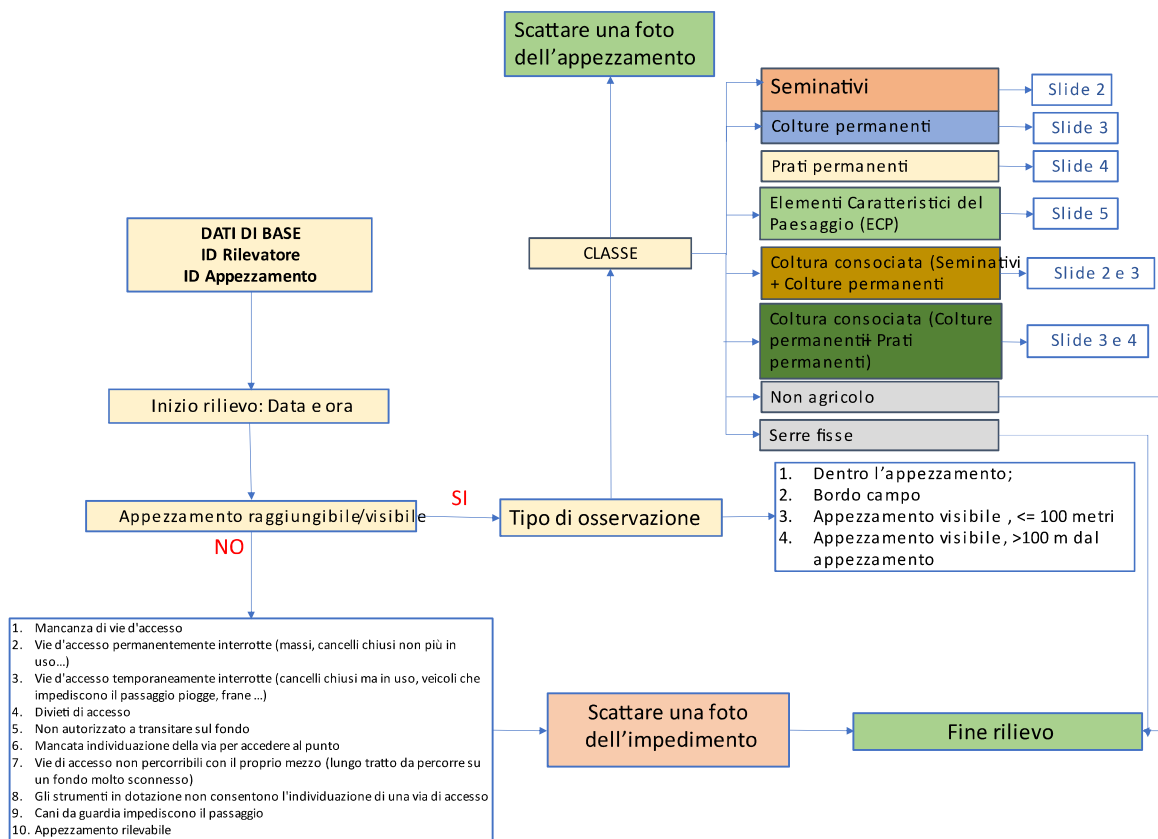 Scattare una foto
dell'appezzamento
Seminativi
Slide 2
Colture permanenti
Slide 3
Prati permanenti
Slide 4
Elementi Caratteristici del
Paesaggio (ECP)
Slide 5
DATI DI BASE
ID Rilevatore
ID Appezzamento
CLASSE
Coltura consociata (Seminativi
+ Colture permanenti
Slide 2 e 3
Coltura consociata (Colture
permanenti+ Prati
permanenti)
Slide 3 e 4
Inizio rilievo: Data e ora
Non agricolo
Serre fisse
Appezzamento raggiungibile/visibile
SI
NO
Tipo di osservazione
1. Dentro l'appezzamento;
2. Bordo campo
3. Appezzamento visibile , <= 100 metri
4. Appezzamento visibile , >100 m dal
appezzamento
1. Mancanza di vie d'accesso
2. Vie d'accesso permanentemente interrotte (massi, cancelli chiusi non più in
uso…)
3. Vie d'accesso temporaneamente interrotte (cancelli chiusi ma in uso, veicoli che
impediscono il passaggio piogge, frane …)
4. Divieti di accesso
5. Non autorizzato a transitare sul fondo
6. Mancata individuazione della via per accedere al punto
7. Vie di accesso non percorribili con il proprio mezzo (lungo tratto da percorre su
un fondo molto sconnesso)
8. Gli strumenti in dotazione non consentono l'individuazione di una via di accesso
9. Cani da guardia impediscono il passaggio
10. Appezzamento rilevabile
Scattare una foto
dell'impedimento
Fine rilievo